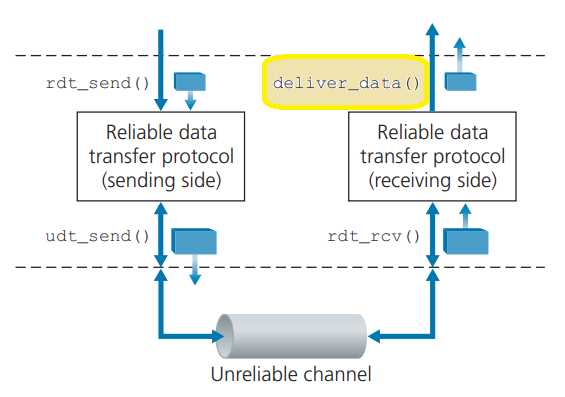 rdt_send()
deliver_data()
Reliable data
transfer protocol
(sending side)
Reliable data
transfer protocol
(receiving side)
udt_send()
rdt_rcv()
Unreliable channel